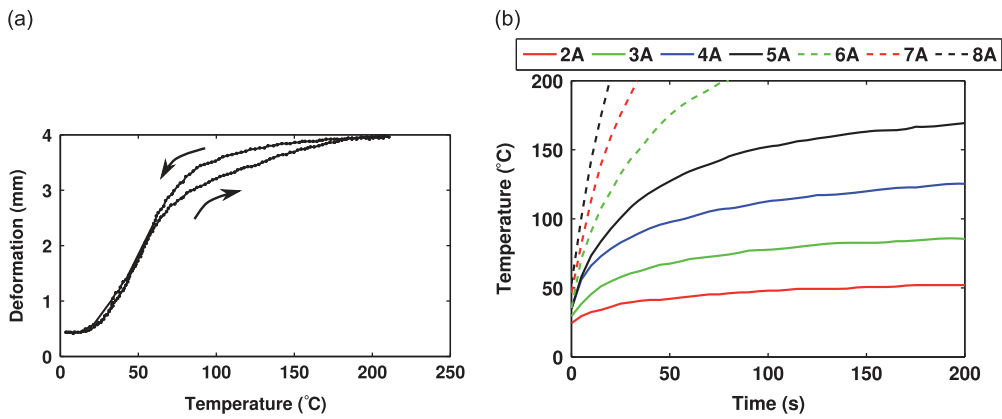 (a)
Deformation (mm)
4
3
2
1
0
0 50 100 150 200 250
Temperature (°C)
(b)
2A 3A 4A 5A 6A 7A 8A
Temperature (°C)
200
150
100
50
0
0 50 100 150 200
Time (s)